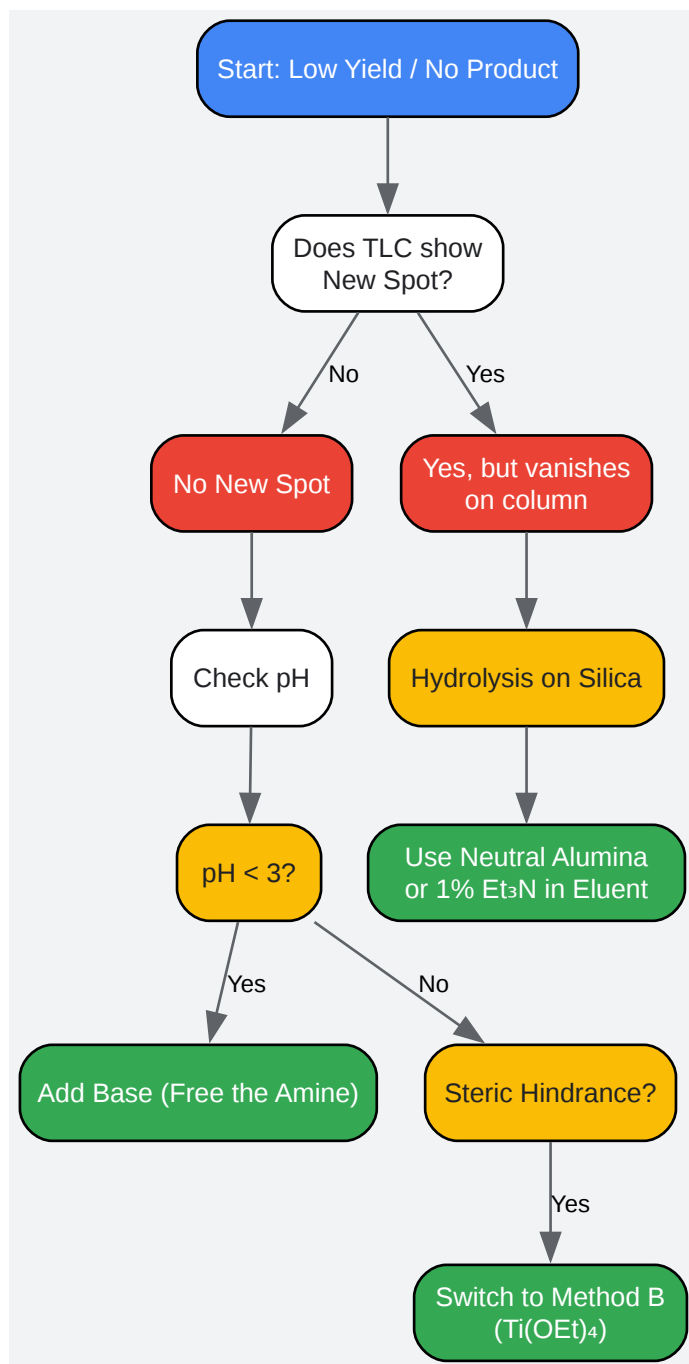 Start: Low Yield / No Product
Does TLC show
New Spot?
No
Yes
No New Spot
Yes, but vanishes
on column
Check pH
Hydrolysis on Silica
pH < 3?
Use Neutral Alumina
or 1% Et₃N in Eluent
Yes
No
Add Base (Free the Amine)
Steric Hindrance?
Yes
Switch to Method B
(Ti(OEt)₄)